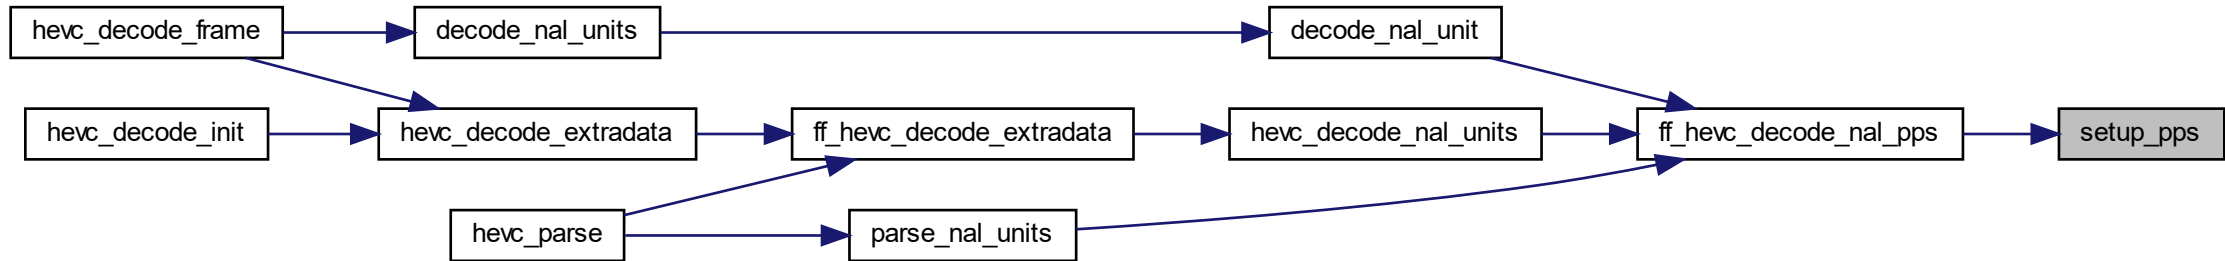 hevc_decode_frame
decode_nal_units
decode_nal_unit
hevc_decode_init
hevc_decode_extradata
ff_hevc_decode_extradata
hevc_decode_nal_units
ff_hevc_decode_nal_pps
setup_pps
hevc_parse
parse_nal_units